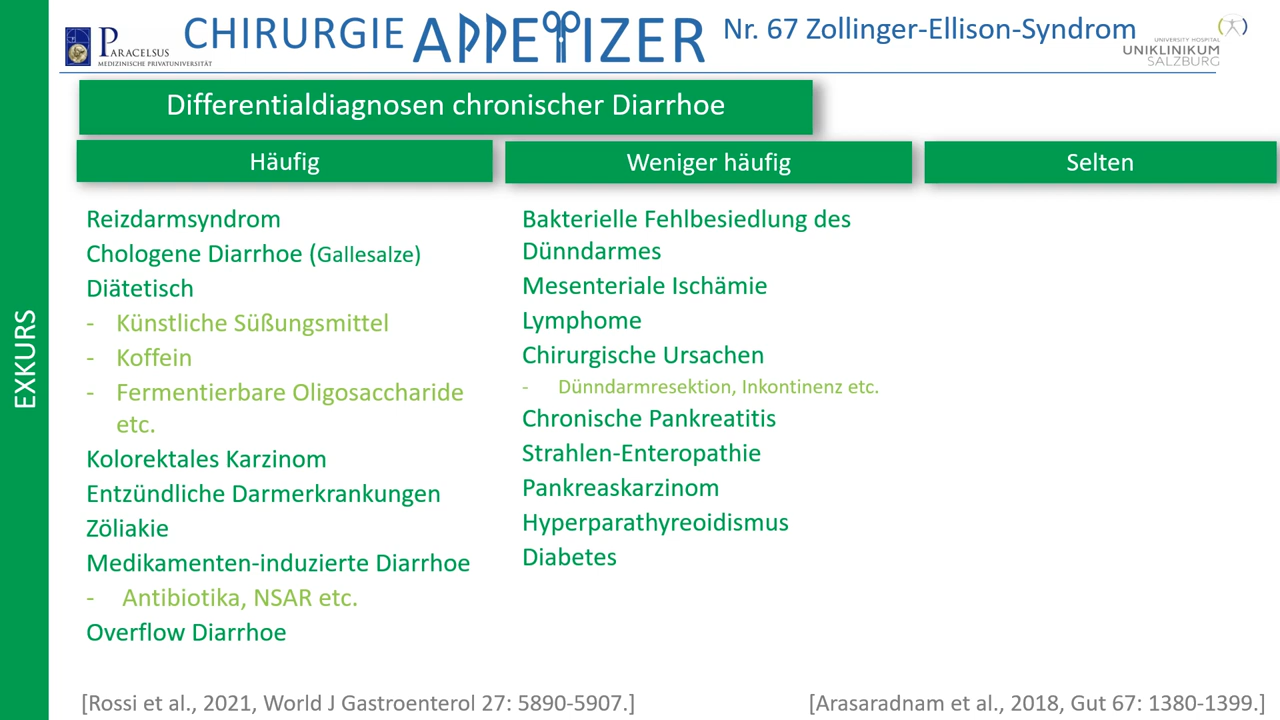 PARACELSUS
MEDIZINISCHE PRIVATUNIVERSITÄT
CHIRURGIE APPETIZER
Nr. 67 Zollinger-Ellison-Syndrom
UNIVERSITY HOSPITAL
UNIKLINIKUM
SALZBURG
EXKURS
Differentialdiagnosen chronischer Diarrhoe
Häufig
Reizdarmsyndrom
Chologene Diarrhoe (Gallesalze)
Diätetisch
- Künstliche Süßungsmittel
- Koffein
- Fermentierbare Oligosaccharide
etc.
Kolorektales Karzinom
Entzündliche Darmerkrankungen
Zöliakie
Medikamenten-induzierte Diarrhoe
- Antibiotika, NSAR etc.
Overflow Diarrhoe
Weniger häufig
Bakterielle Fehlbesiedlung des
Dünndarmes
Mesenteriale Ischämie
Lymphome
Chirurgische Ursachen
- Dünndarmresektion, Inkontinenz etc.
Chronische Pankreatitis
Strahlen-Enteropathie
Pankreaskarzinom
Hyperparathyreoidismus
Diabetes
Selten
[Rossi et al., 2021, World J Gastroenterol 27: 5890-5907.]
[Arasaradnam et al., 2018, Gut 67: 1380-1399.]